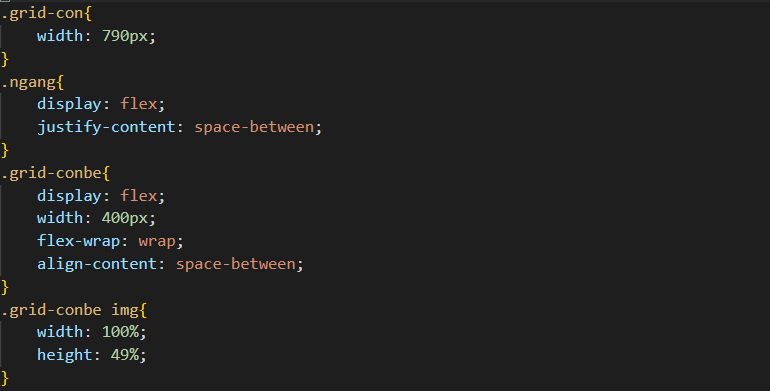 .grid-con{
    width: 790px;
}
.ngang{
    display: flex;
    justify-content: space-between;
}
.grid-conbe{
    display: flex;
    width: 400px;
    flex-wrap: wrap;
    align-content: space-between;
}
.grid-conbe img{
    width: 100%;
    height: 49%;
}